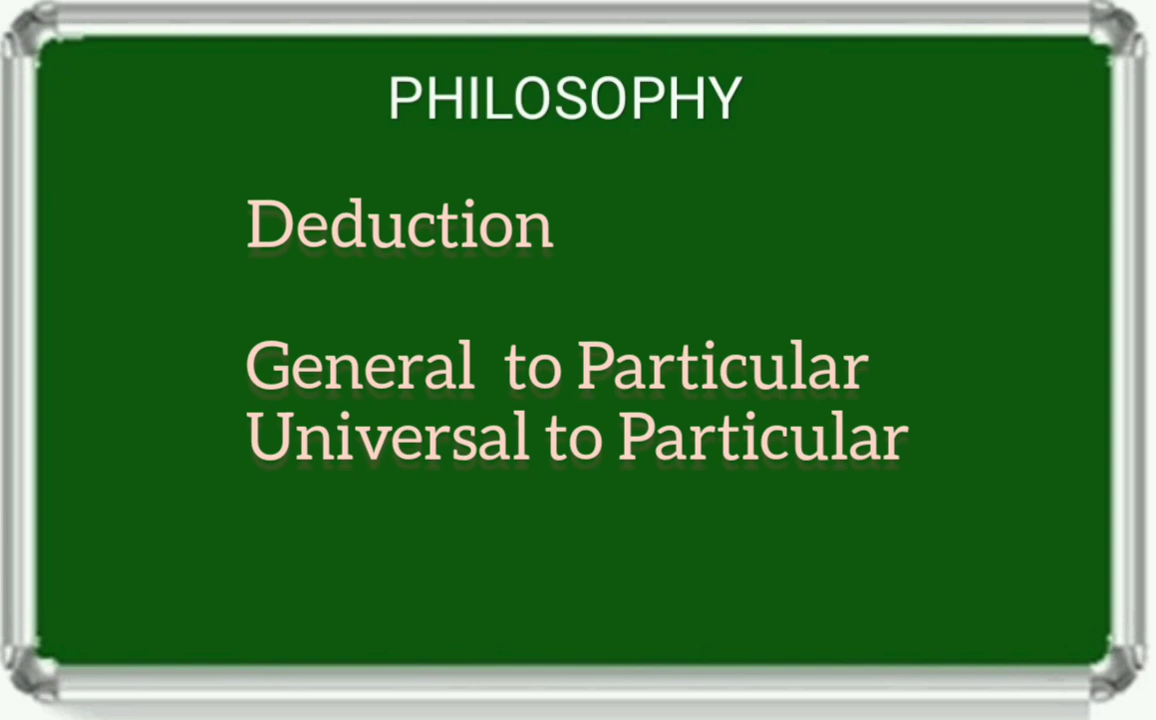 PHILOSOPHY
Deduction
General to Particular
Universal to Particular